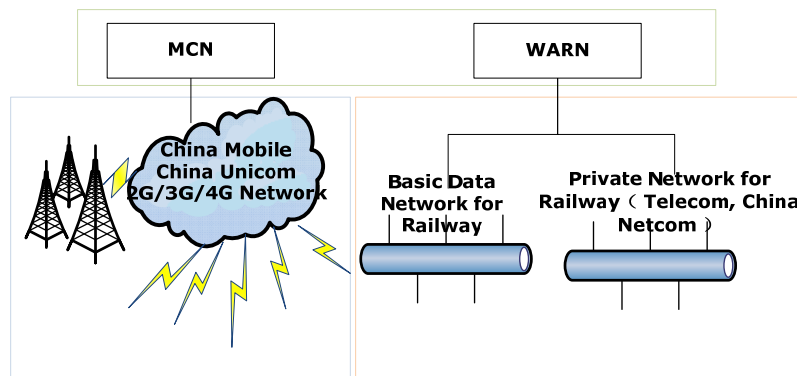 MCN
WARN
China Mobile
China Unicom
2G/3G/4G Network
Basic Data
Network for
Railway
Private Network for
Railway（Telecom, China
Netcom）